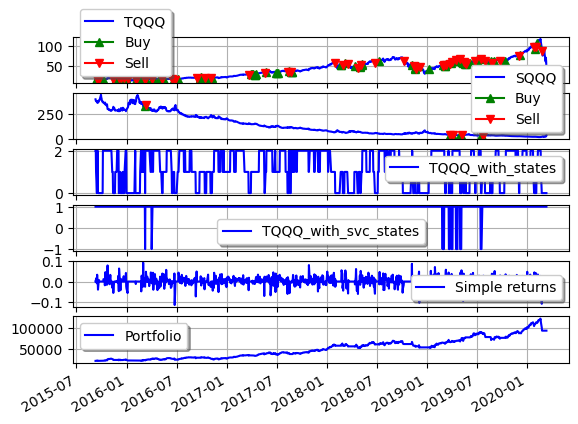 TQQQ
Buy
Sell
100
50
SQQQ
Buy
Sell
250
0
2
0
TQQQ_with_states
1
0
−1
TQQQ_with_svc_states
0.1
0.0
−0.1
Simple returns
100000
50000
Portfolio
2015-07 2016-01 2016-07 2017-01 2017-07 2018-01 2018-07 2019-01 2019-07 2020-01